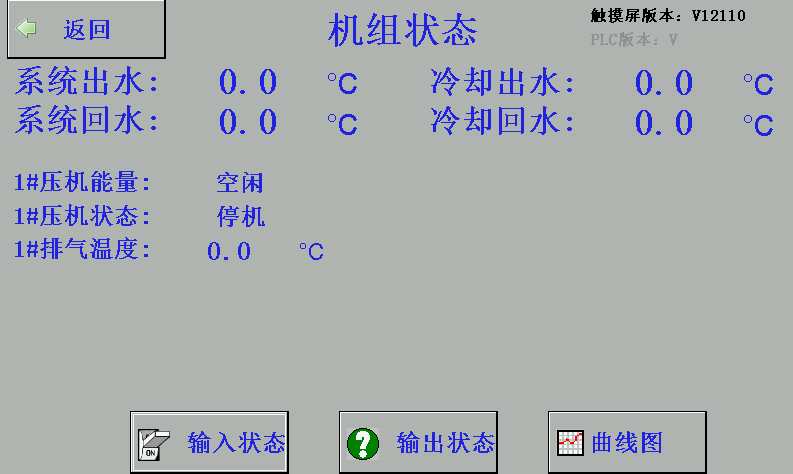 返回
机组状态
触摸屏版本：V12110
PLC版本：V
系统出水： 0.0 °C 冷却出水： 0.0 °C
系统回水： 0.0 °C 冷却回水： 0.0 °C
1#压机能量： 空闲
1#压机状态： 停机
1#排气温度： 0.0 °C
ON 输入状态 ? 输出状态 曲线图